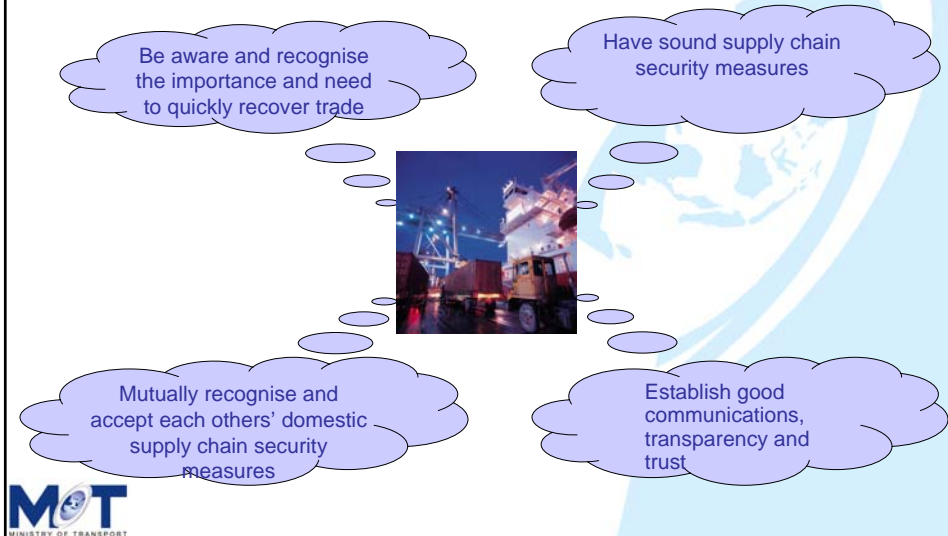 Be aware and recognise
the importance and need
to quickly recover trade
Have sound supply chain
security measures
Mutually recognise and
accept each others’ domestic
supply chain security
measures
Establish good
communications,
transparency and
trust
MOT
MINISTRY OF TRANSPORT